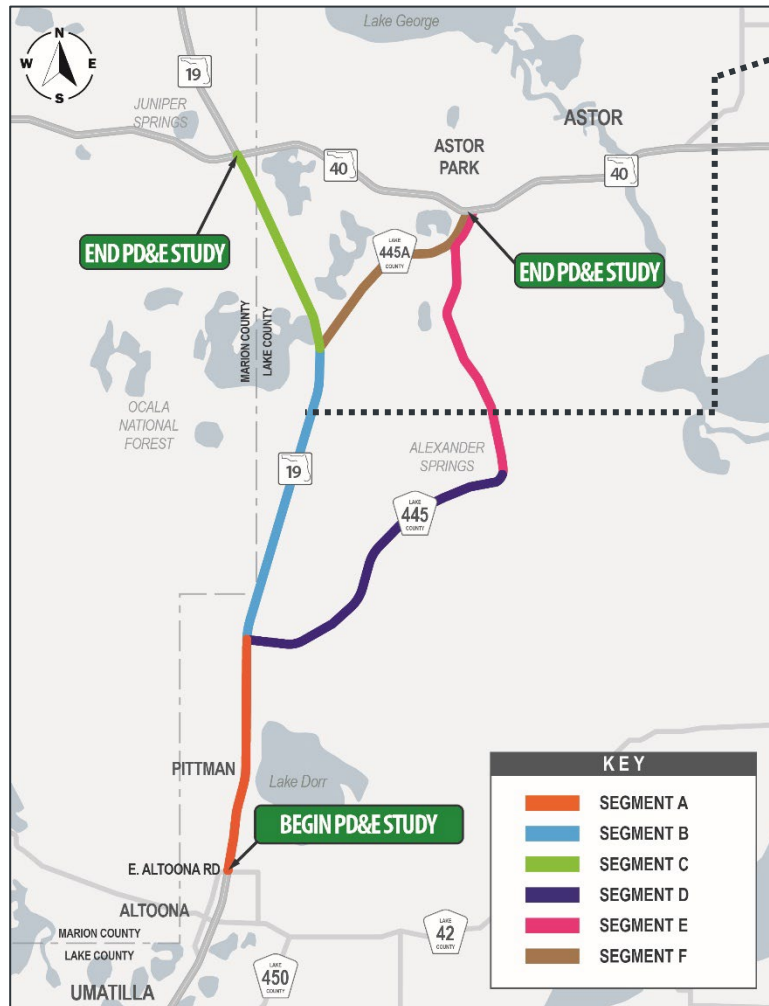 Lake George
N
W E
S
19
JUNIPER
SPRINGS
ASTOR
ASTOR
PARK
40
40
END PD&E STUDY
LAKE
445A
COUNTY
END PD&E STUDY
MARION COUNTY
LAKE COUNTY
OCALA
NATIONAL
FOREST
19
ALEXANDER
SPRINGS
LAKE
445
COUNTY
PITTMAN
Lake Dorr
BEGIN PD&E STUDY
E. ALTOONA RD
ALTOONA
MARION COUNTY
LAKE COUNTY
UMATILLA
LAKE
450
COUNTY
LAKE
42
COUNTY
KEY
SEGMENT A
SEGMENT B
SEGMENT C
SEGMENT D
SEGMENT E
SEGMENT F